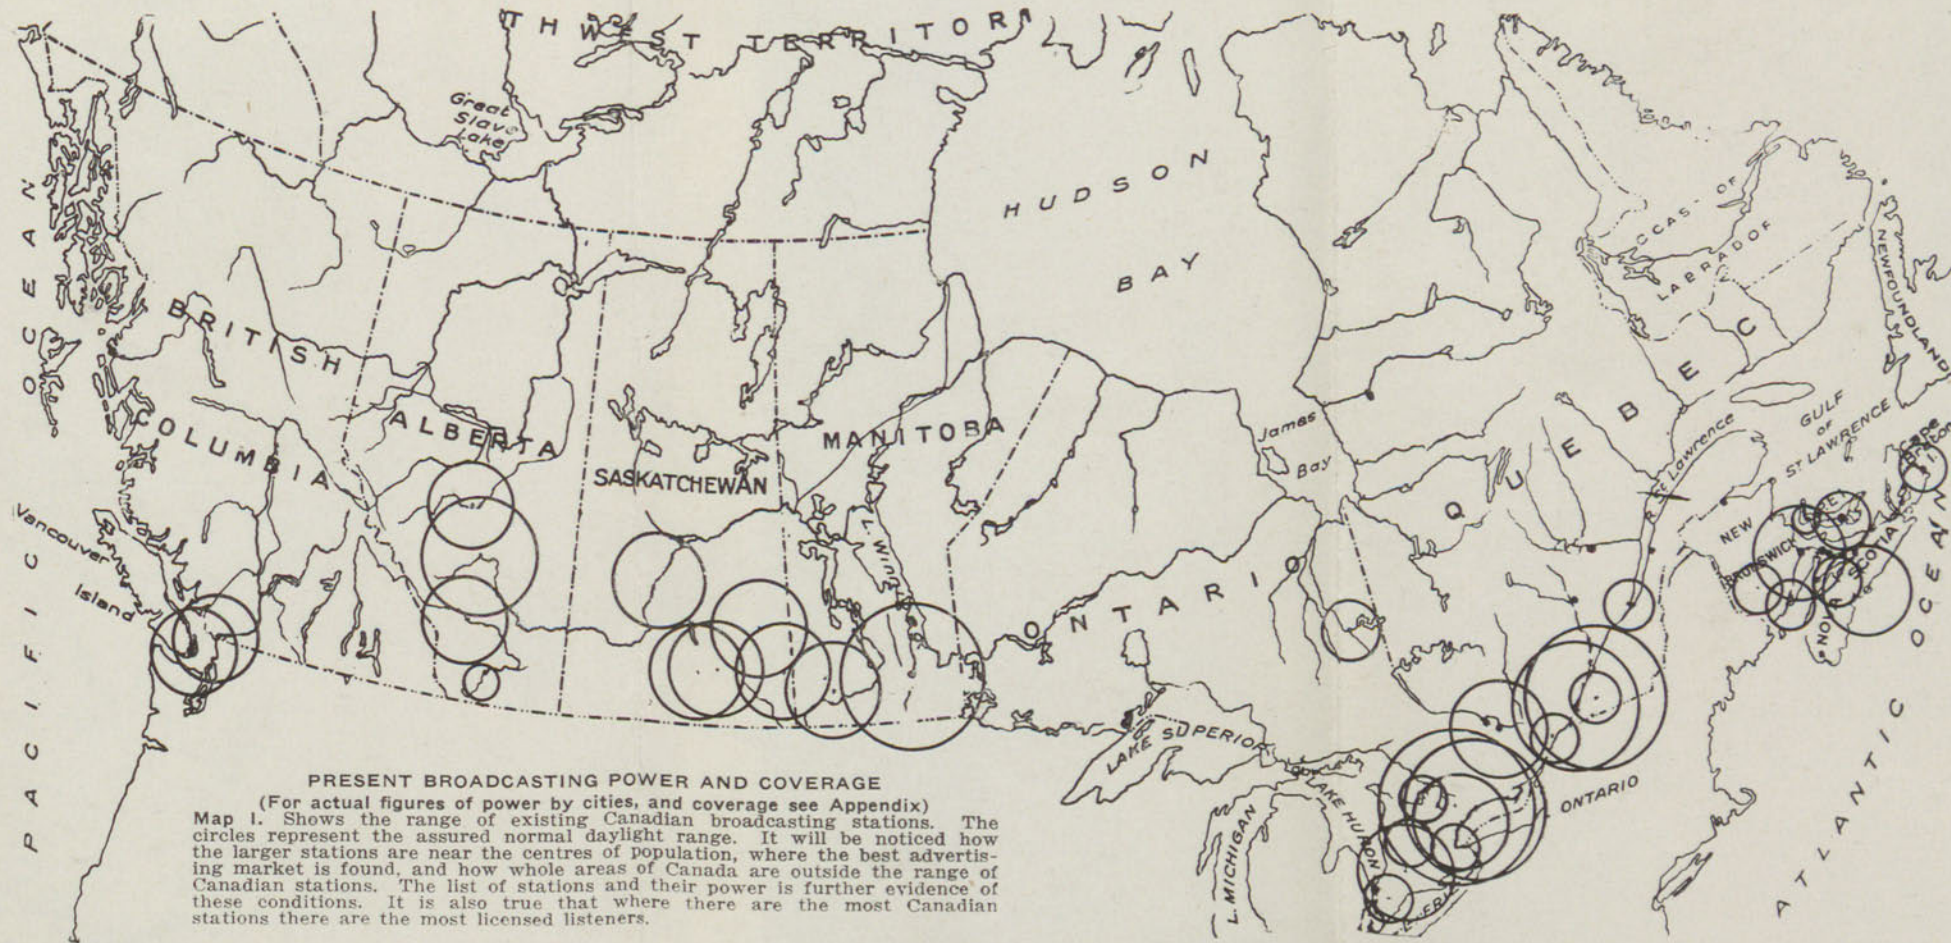 THWEST TERRITOR
Great
Slave
Lake
HUDSON
BAY
OCEAN
PACIFIC
BRITISH
COLUMBIA
ALBERTA
SASKATCHEWAN
MANITOBA
L. Winnipeg
Vancouver
Island
ONTARIO
James
Bay
QUEBEC
OF
LABRADOR
NEWFOUNDLAND
GULF
OF
ST LAWRENCE
R. St. Lawrence
Cape
Breton
I.
NEW
BRUNSWICK
NOVA SCOTIA
ATLANTIC OCEAN
LAKE SUPERIOR
LAKE HURON
L. MICHIGAN
L. ERIE
ONTARIO
PRESENT BROADCASTING POWER AND COVERAGE
(For actual figures of power by cities, and coverage see Appendix)
Map I. Shows the range of existing Canadian broadcasting stations. The
circles represent the assured normal daylight range. It will be noticed how
the larger stations are near the centres of population, where the best advertis-
ing market is found, and how whole areas of Canada are outside the range of
Canadian stations. The list of stations and their power is further evidence of
these conditions. It is also true that where there are the most Canadian
stations there are the most licensed listeners.